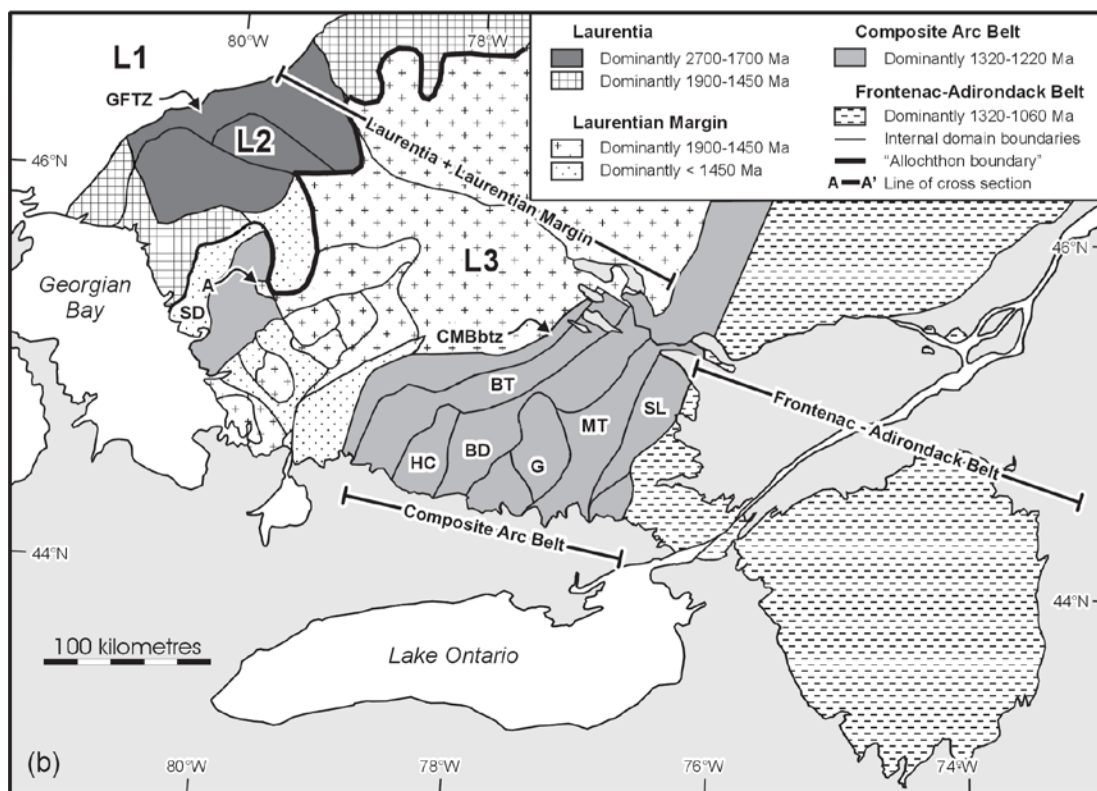 80°W
78°W
L1
GFTZ
L2
46°N
Laurentia + Laurentian Margin
L3
Georgian
Bay
A
SD
CMBbtz
BT
HC
BD
G
MT
SL
46°N
Frontenac - Adirondack Belt
Composite Arc Belt
44°N
44°N
100 kilometres
Lake Ontario
(b)
80°W
78°W
76°W
74°W
Laurentia
Dominantly 2700-1700 Ma
Dominantly 1900-1450 Ma
Laurentian Margin
Dominantly 1900-1450 Ma
Dominantly < 1450 Ma
Composite Arc Belt
Dominantly 1320-1220 Ma
Frontenac-Adirondack Belt
Dominantly 1320-1060 Ma
Internal domain boundaries
"Allochthon boundary"
A A' Line of cross section